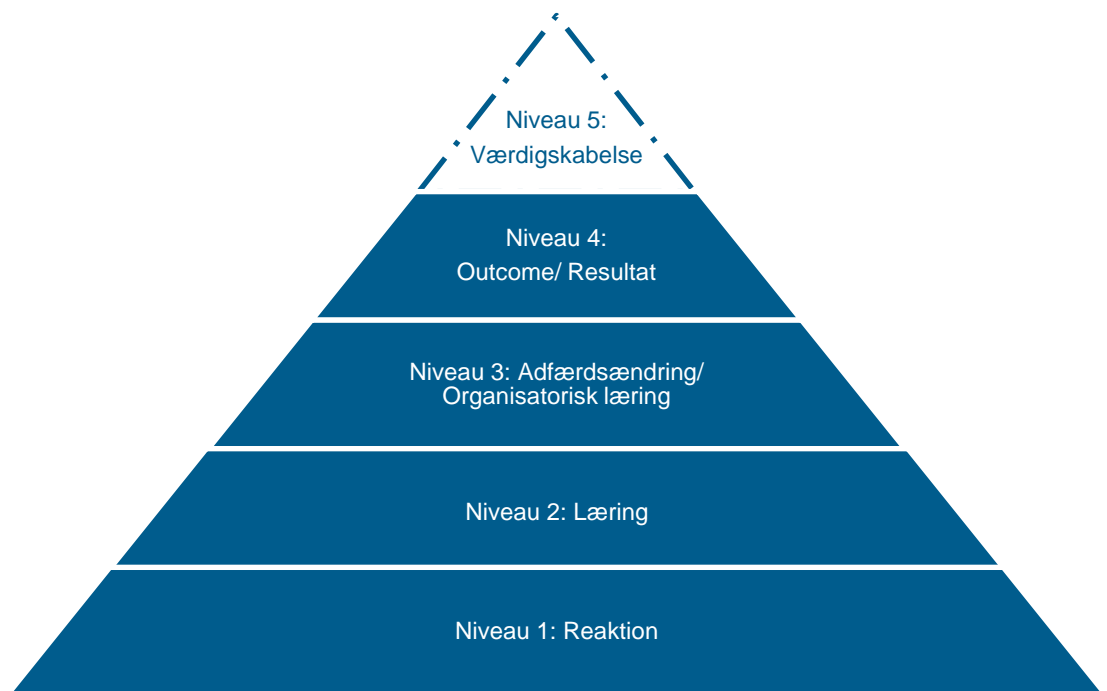 Niveau 5:
Værdigskabelse
Niveau 4:
Outcome/ Resultat
Niveau 3: Adfærdsændring/
Organisatorisk læring
Niveau 2: Læring
Niveau 1: Reaktion